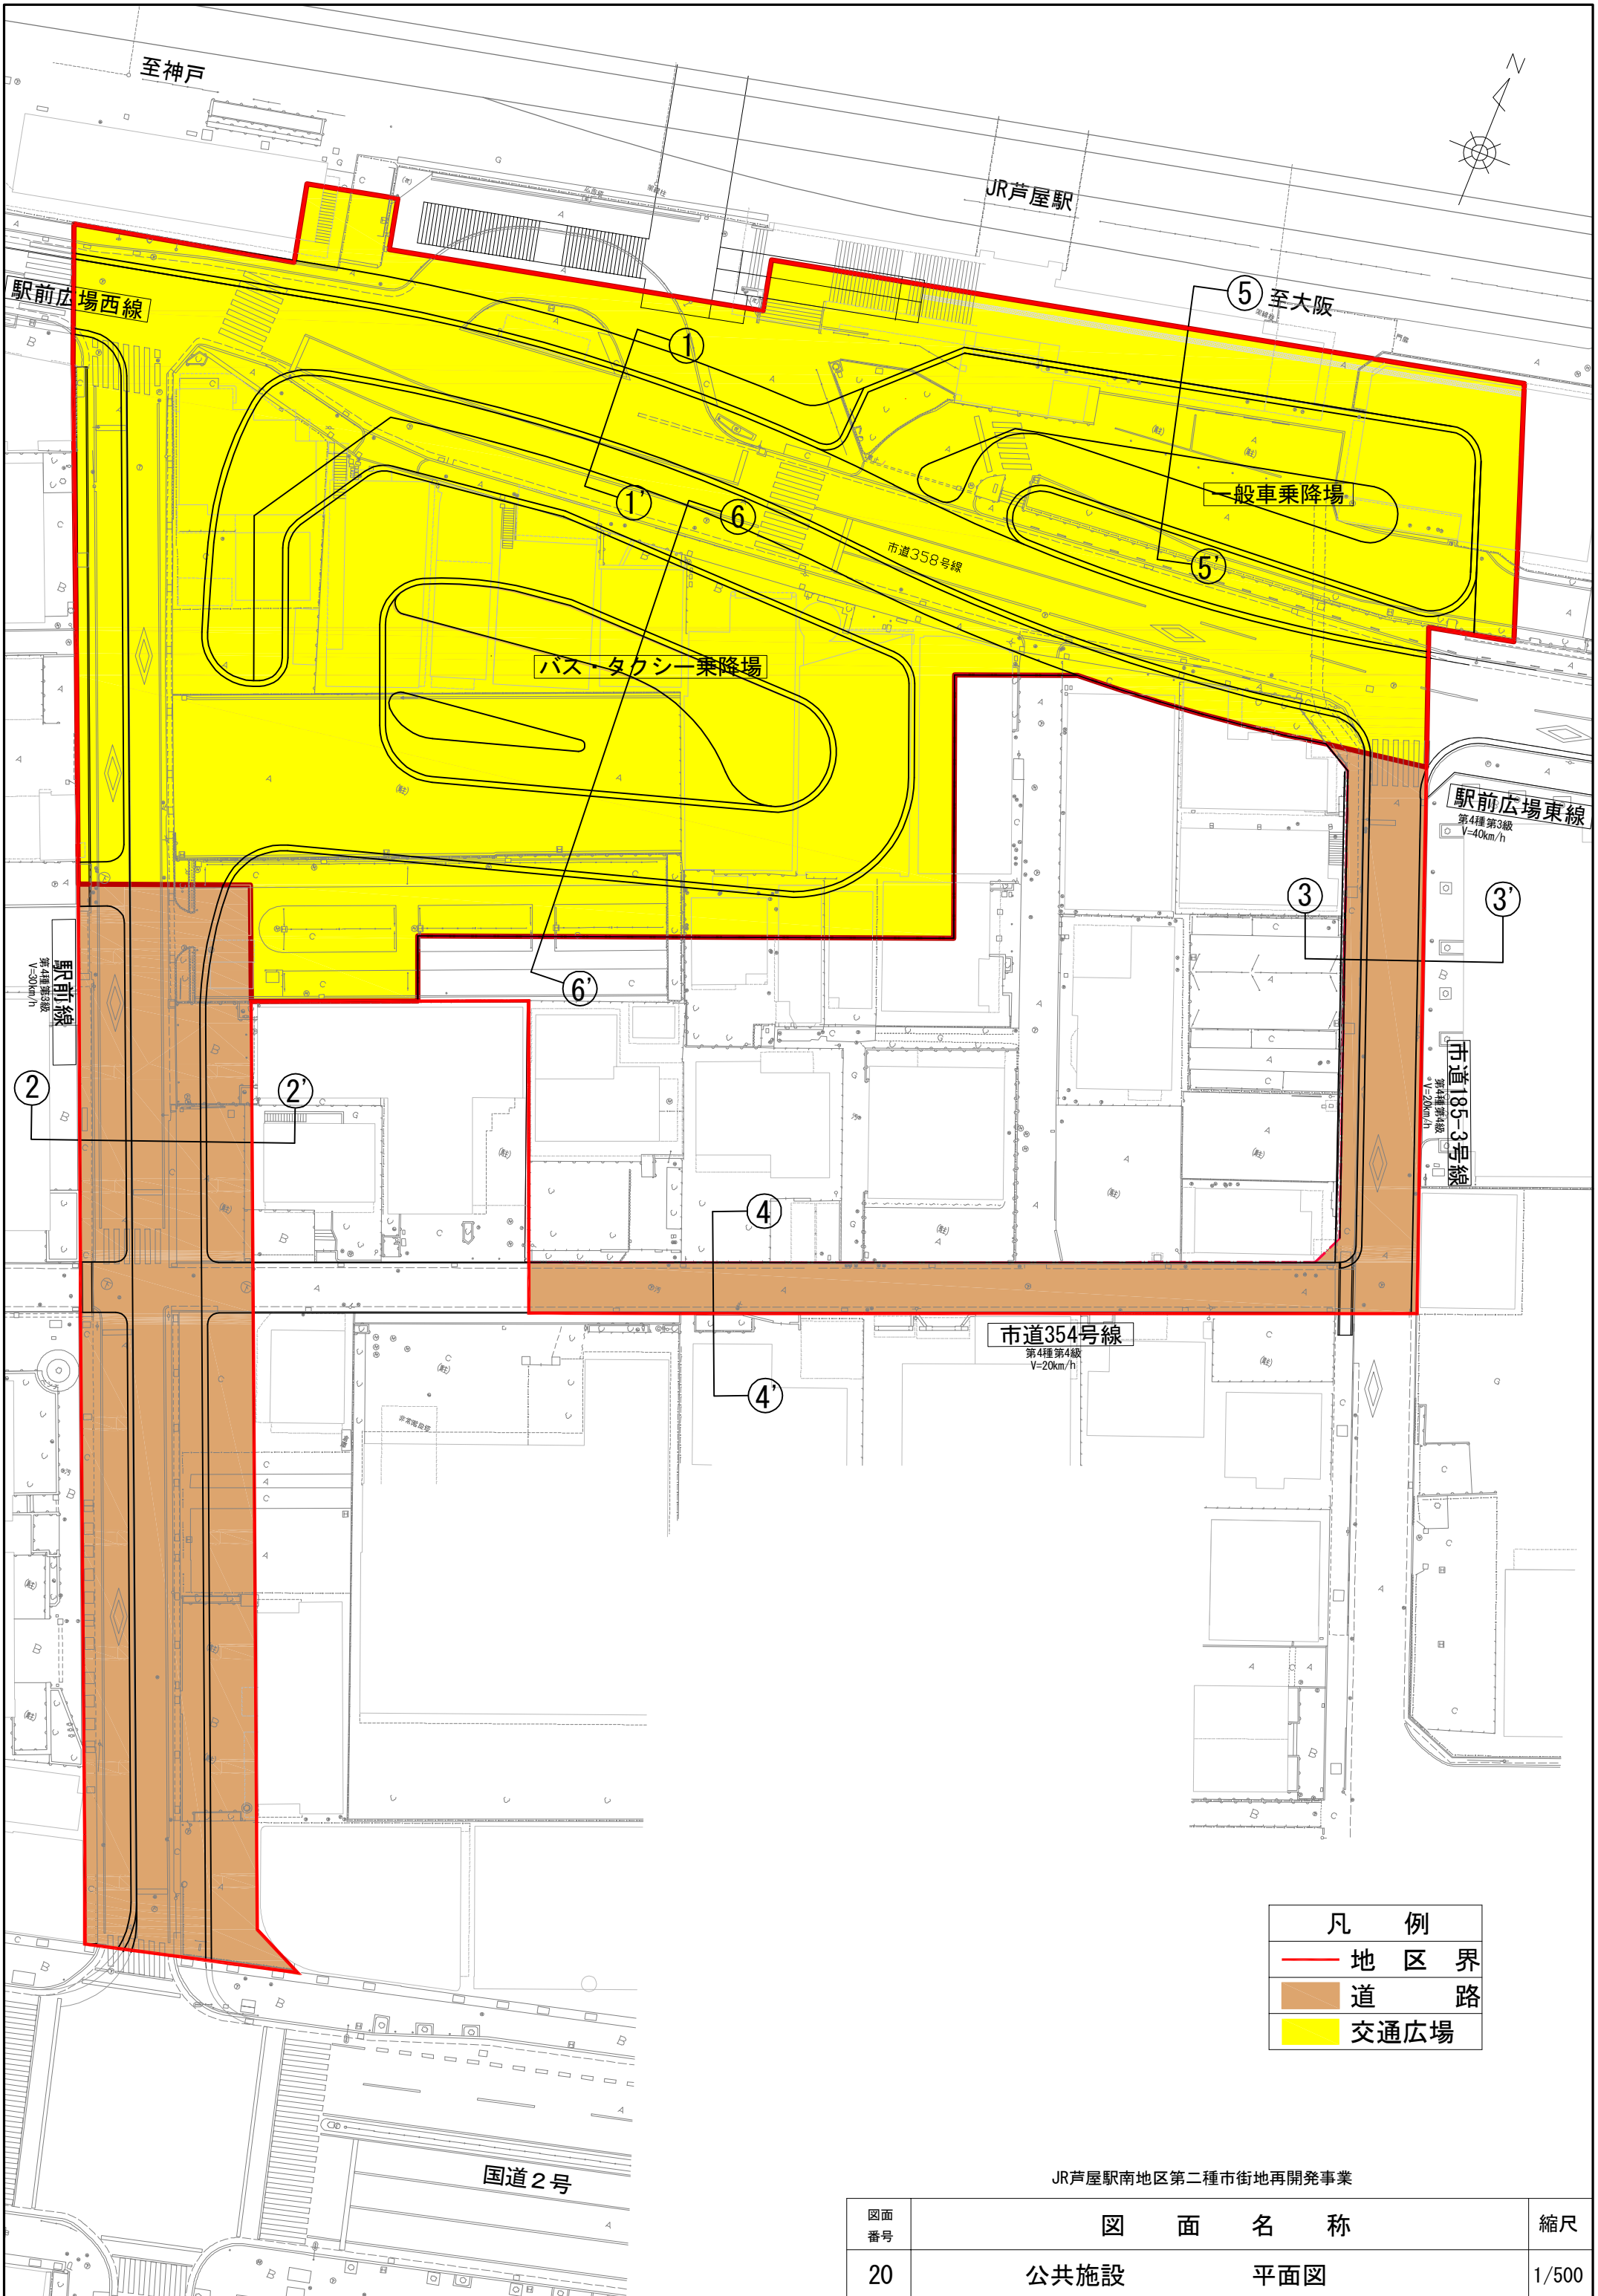 至神戸
JR芦屋駅
N
駅前広場西線
5
至大阪
1
一般車乗降場
1'
6
市道358号線
5'
バス・タクシー乗降場
駅前広場東線
第4種第3級
V=40km/h
3
3'
駅前線
第4種第3級
V=30km/h
6'
2
2'
市道185-3号線
第4種第4級
V=20km/h
4
市道354号線
第4種第4級
V=20km/h
4'
非常階段塔
凡 例
地 区 界
道 路
交通広場
国道2号
JR芦屋駅南地区第二種市街地再開発事業
図面番号
図 面 名 称
縮尺
20
公共施設 平面図
1/500